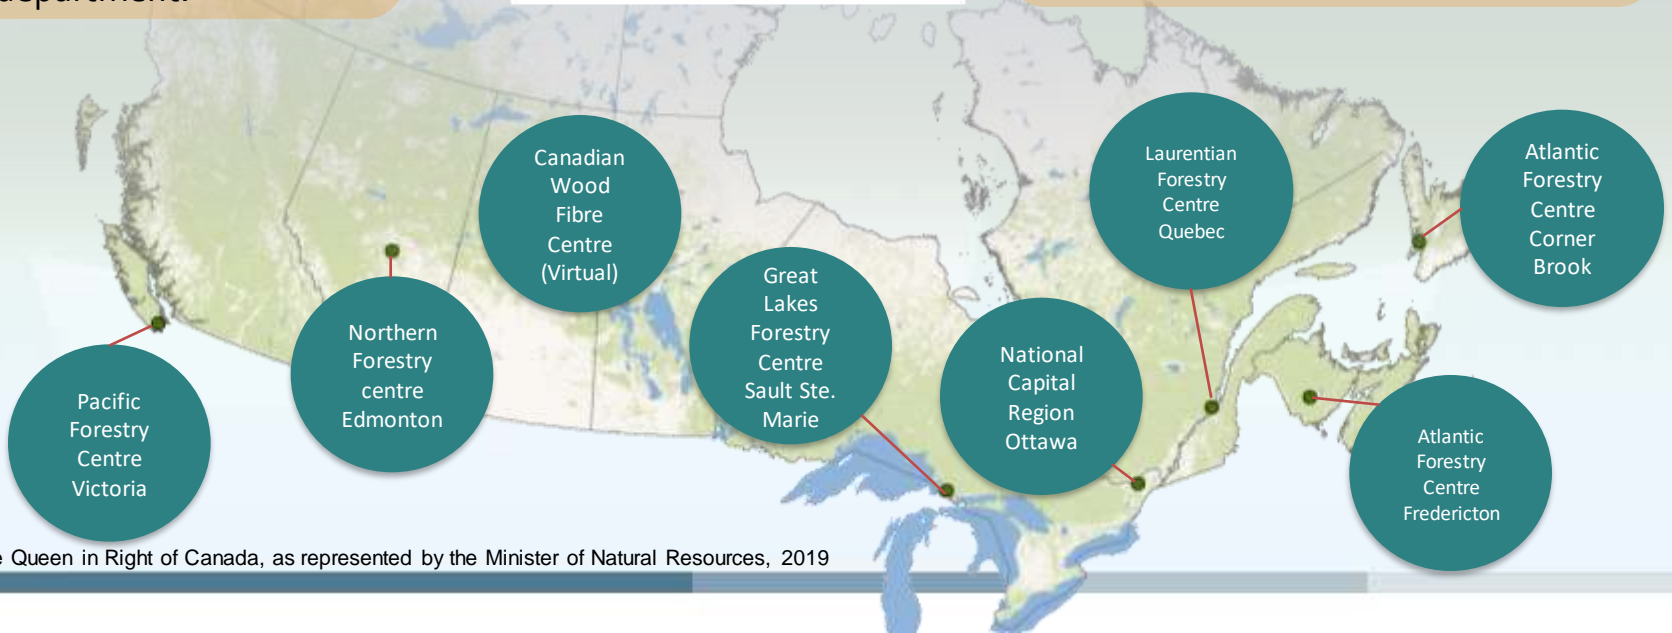 department.
Canadian
Wood
Fibre
Centre
(Virtual)
Laurentian
Forestry
Centre
Quebec
Atlantic
Forestry
Centre
Corner
Brook
Great
Lakes
Forestry
Centre
Sault Ste.
Marie
Northern
Forestry
centre
Edmonton
National
Capital
Region
Ottawa
Pacific
Forestry
Centre
Victoria
Atlantic
Forestry
Centre
Fredericton
Queen in Right of Canada, as represented by the Minister of Natural Resources, 2019